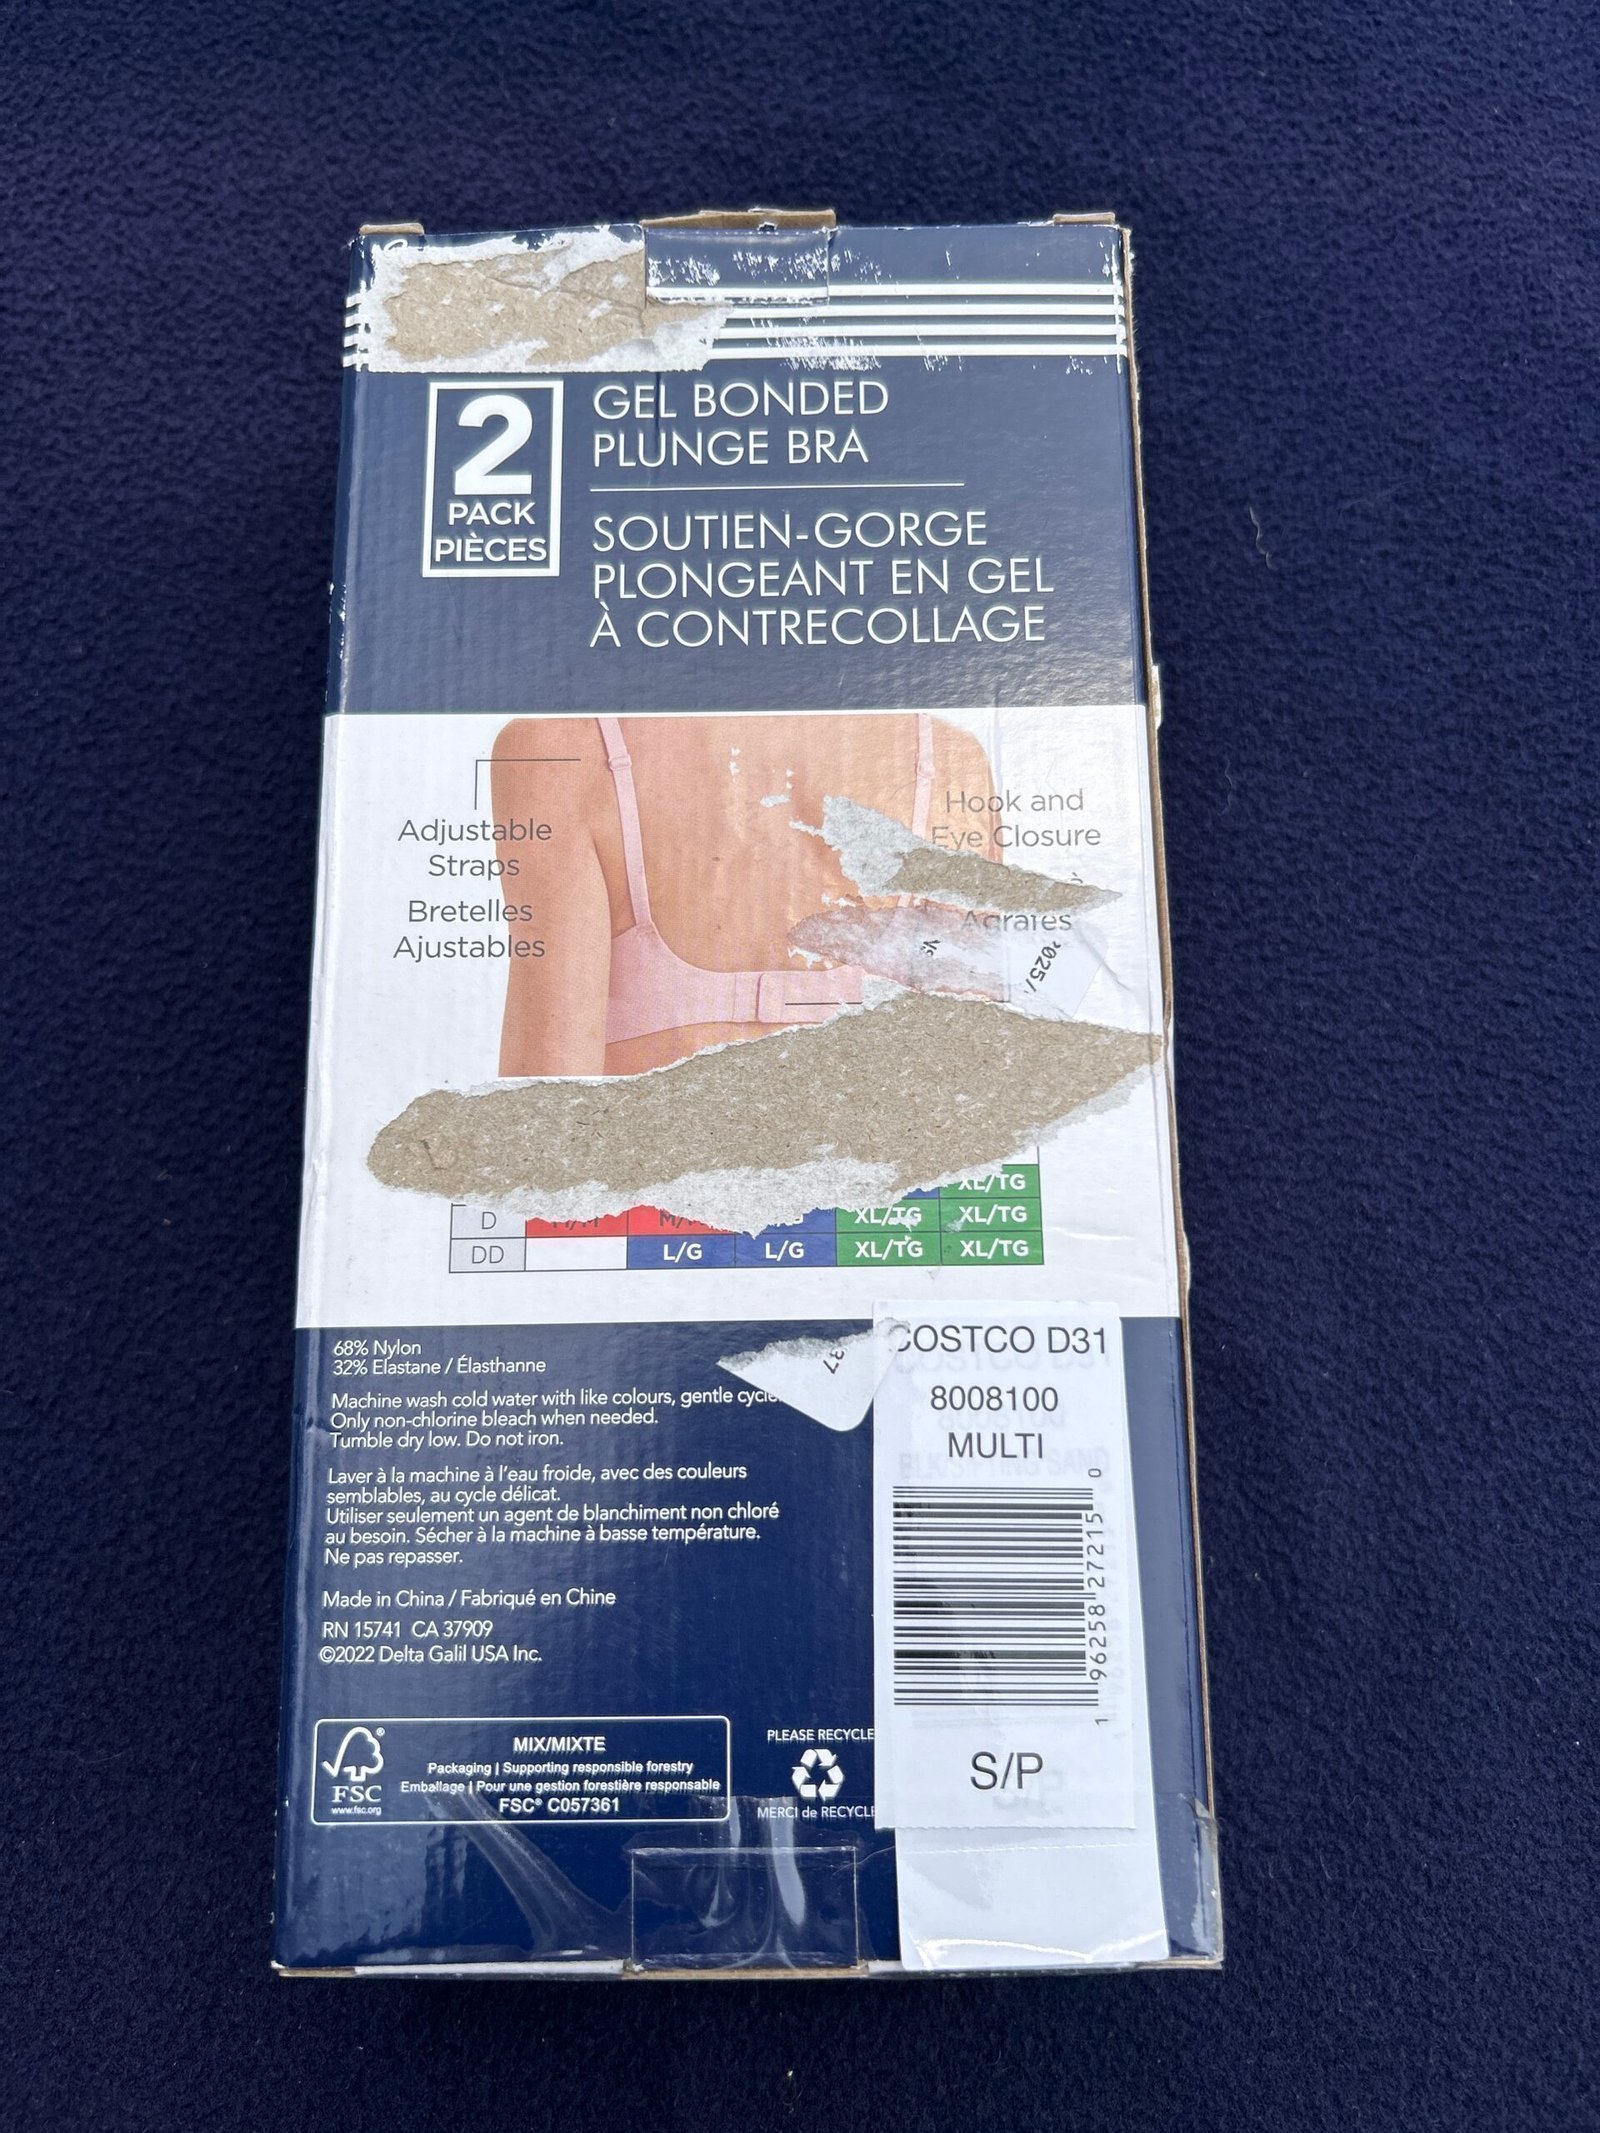 2
PACK
PIÈCES
GEL BONDED
PLUNGE BRA
SOUTIEN-GORGE
PLONGEANT EN GEL
À CONTRECOLLAGE
Adjustable
Straps
Bretelles
Ajustables
Hook and
Eye Closure
Agrafes
2025/
XL/TG
D M/M XL/TG XL/TG
DD L/G L/G XL/TG XL/TG
68% Nylon
32% Elastane / Élasthanne
Machine wash cold water with like colours, gentle cycle.
Only non-chlorine bleach when needed.
Tumble dry low. Do not iron.
Laver à la machine à l'eau froide, avec des couleurs
semblables, au cycle délicat.
Utiliser seulement un agent de blanchiment non chloré
au besoin. Sécher à la machine à basse température.
Ne pas repasser.
Made in China / Fabriqué en Chine
RN 15741 CA 37909
©2022 Delta Galil USA Inc.
FSC®
www.fsc.org
MIX/MIXTE
Packaging | Supporting responsible forestry
Emballage | Pour une gestion forestière responsable
FSC® C057361
PLEASE RECYCLE
MERCI de RECYCLE
37
COSTCO D31
8008100
MULTI
1 96258 27215 0
S/P